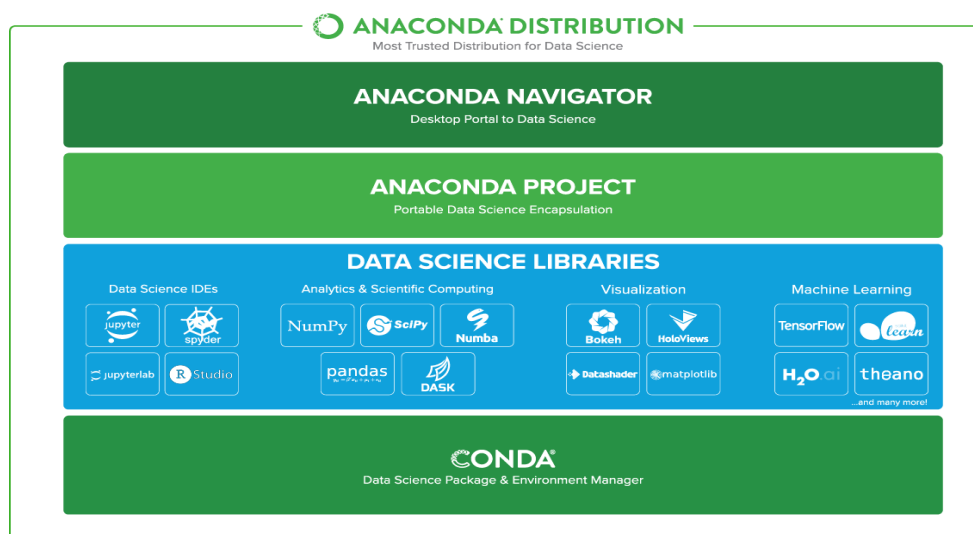 ANACONDA DISTRIBUTION
Most Trusted Distribution for Data Science
ANACONDA NAVIGATOR
Desktop Portal to Data Science
ANACONDA PROJECT
Portable Data Science Encapsulation
DATA SCIENCE LIBRARIES
Data Science IDEs
jupyter
spyder
jupyterlab
R Studio
Analytics & Scientific Computing
NumPy
SciPy
Numba
pandas
DASK
Visualization
Bokeh
HoloViews
Datashader
matplotlib
Machine Learning
TensorFlow
learn
H2O.ai
theano
...and many more!
CONDA®
Data Science Package & Environment Manager